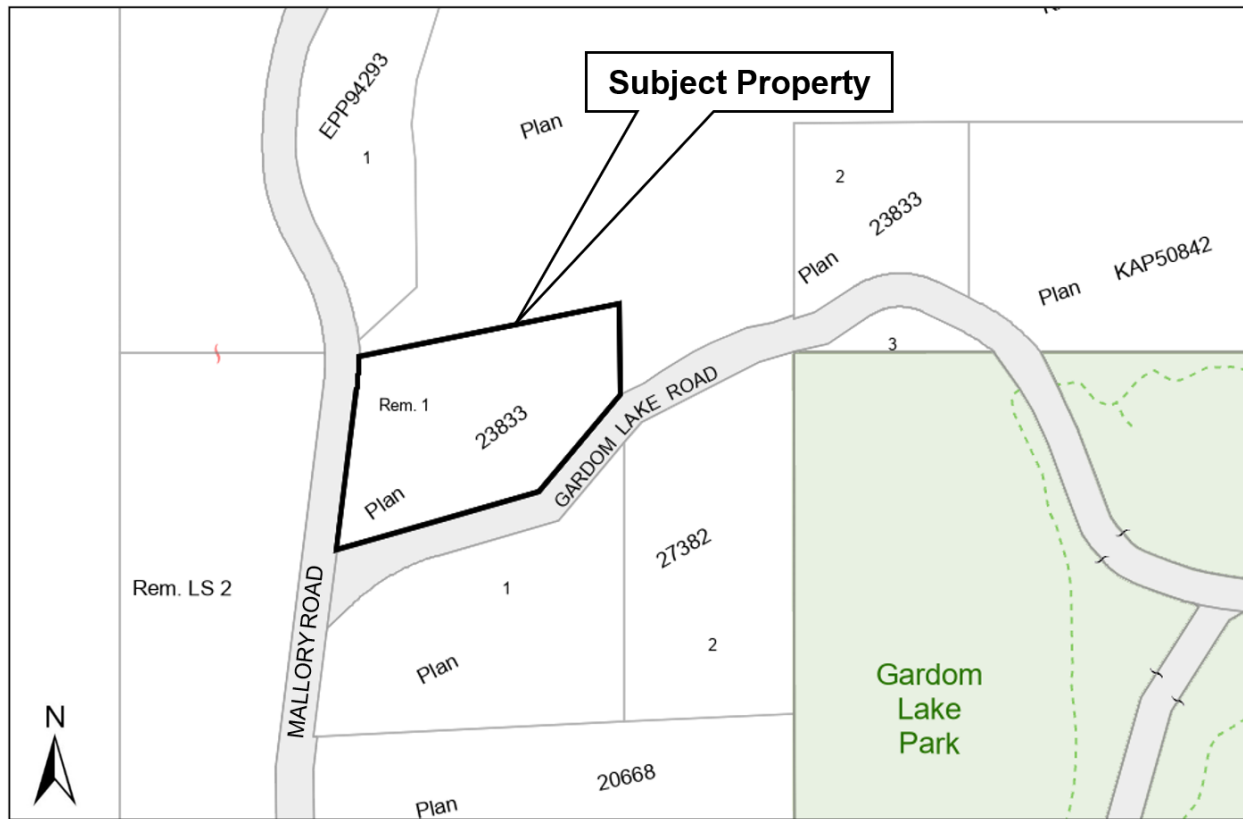 Subject Property
EPP94293
1
Plan
2
23833
Plan
KAP50842
Plan
3
Rem. 1
23833
Plan
GARDOM LAKE ROAD
27382
2
Rem. LS 2
MALLORY ROAD
1
Plan
Gardom
Lake
Park
N
20668
Plan